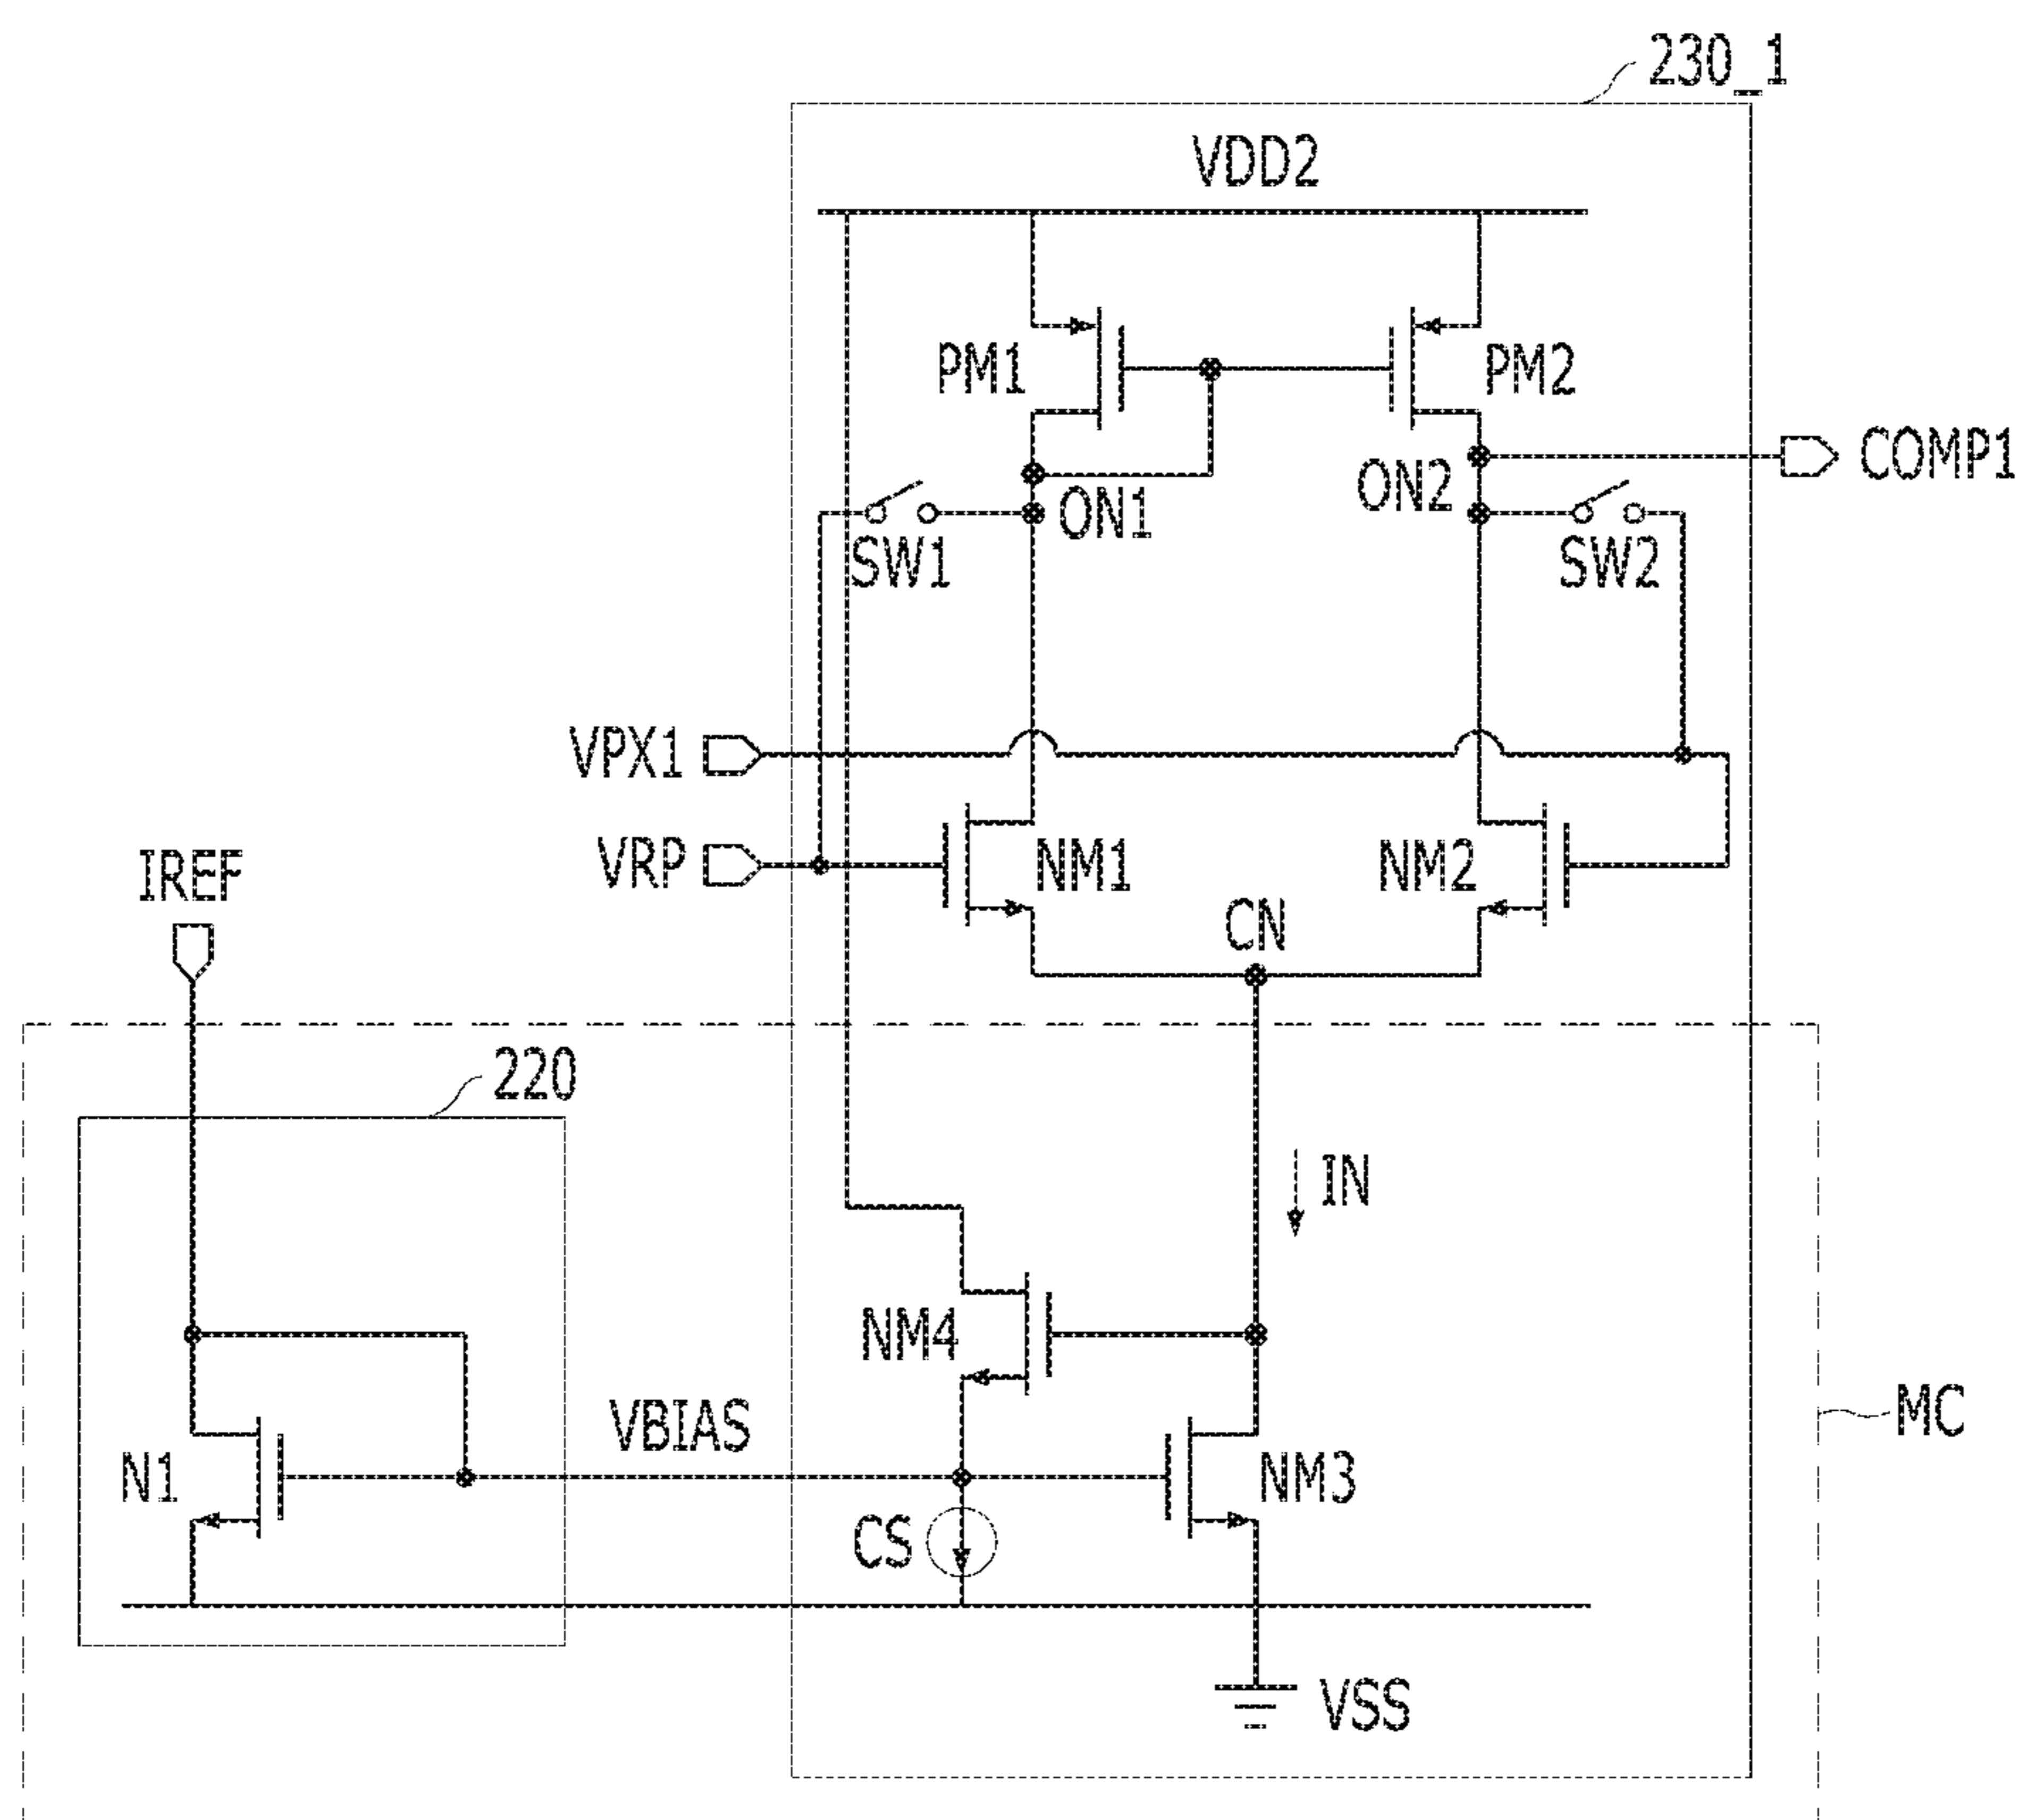 230_1
VDD2
PM1
PM2
COMP1
ON1
ON2
SW1
SW2
VPX1
VRP
NM1
NM2
IREF
CN
220
IN
NM4
MC
VBIAS
N1
NM3
CS
VSS